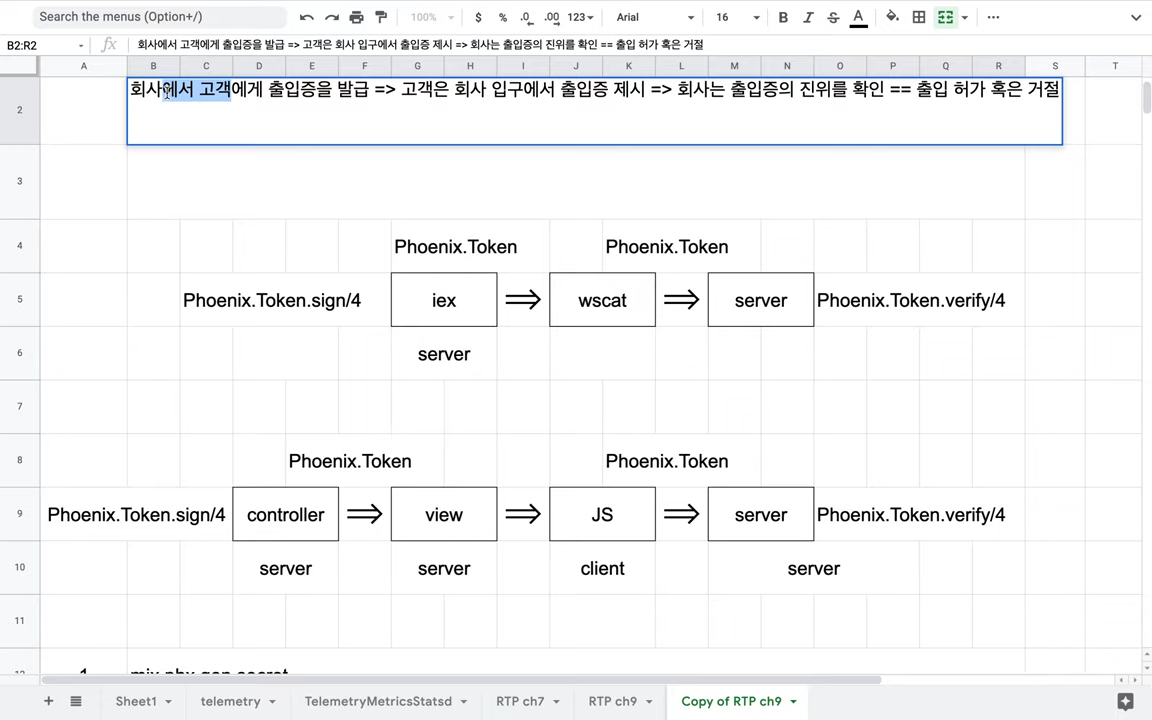 Search the menus (Option+/)
100%
$ % .0 .00 123
Arial
16
B I S A
B2:R2
fx
회사에서 고객에게 출입증을 발급 => 고객은 회사 입구에서 출입증 제시 => 회사는 출입증의 진위를 확인 == 출입 허가 혹은 거절
A B C D E F G H I J K L M N O P Q R S T
2 회사에서 고객에게 출입증을 발급 => 고객은 회사 입구에서 출입증 제시 => 회사는 출입증의 진위를 확인 == 출입 허가 혹은 거절
3
4 Phoenix.Token Phoenix.Token
5 Phoenix.Token.sign/4 iex ⇒ wscat ⇒ server Phoenix.Token.verify/4
6 server
7
8 Phoenix.Token Phoenix.Token
9 Phoenix.Token.sign/4 controller ⇒ view ⇒ JS ⇒ server Phoenix.Token.verify/4
10 server server client server
11
12 1 mix phx.gen.secret
Sheet1 telemetry TelemetryMetricsStatsd RTP ch7 RTP ch9 Copy of RTP ch9